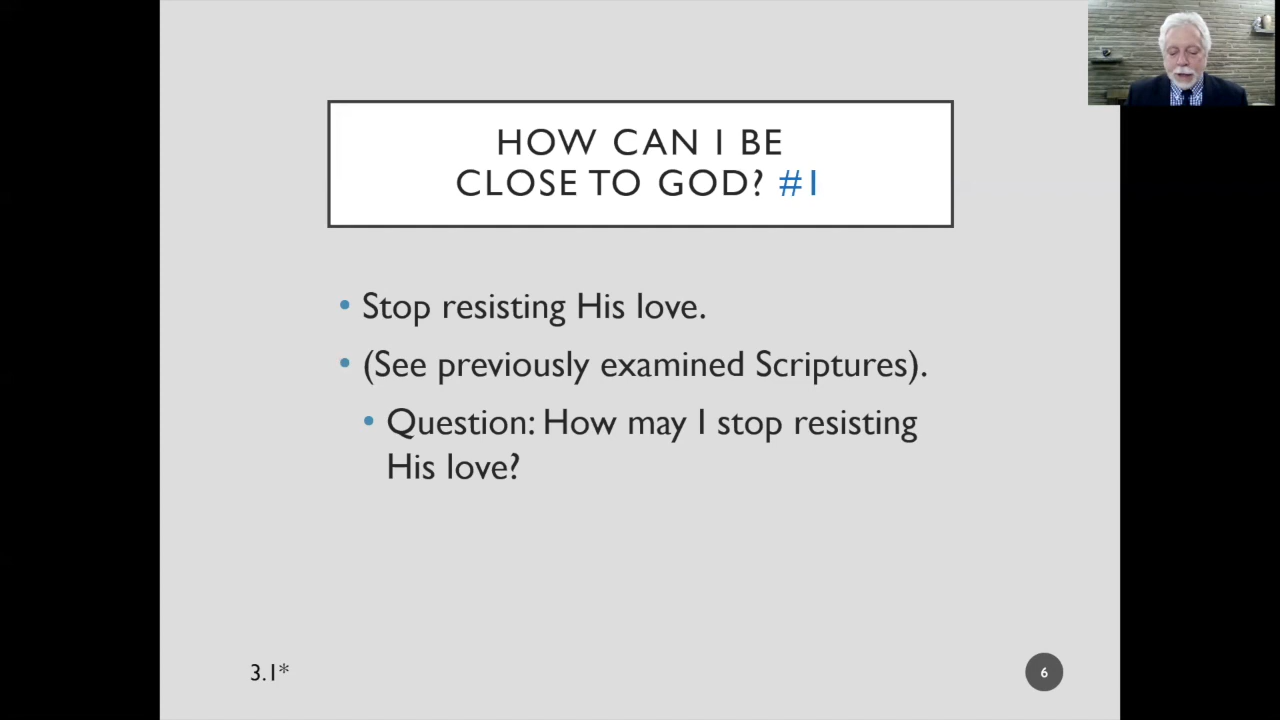 HOW CAN I BE
CLOSE TO GOD? #1
• Stop resisting His love.
• (See previously examined Scriptures).
• Question: How may I stop resisting
His love?
3.1*
6